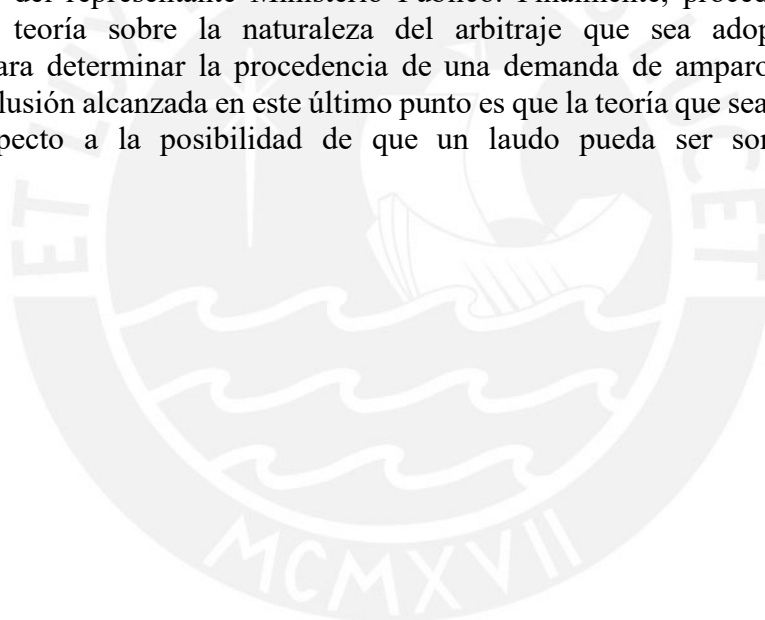 del representante Ministerio Público. Finalmente, proced
teoría sobre la naturaleza del arbitraje que sea adop
ara determinar la procedencia de una demanda de amparo
lusión alcanzada en este último punto es que la teoría que sea
pecto a la posibilidad de que un laudo pueda ser som
ET
MCMXVII